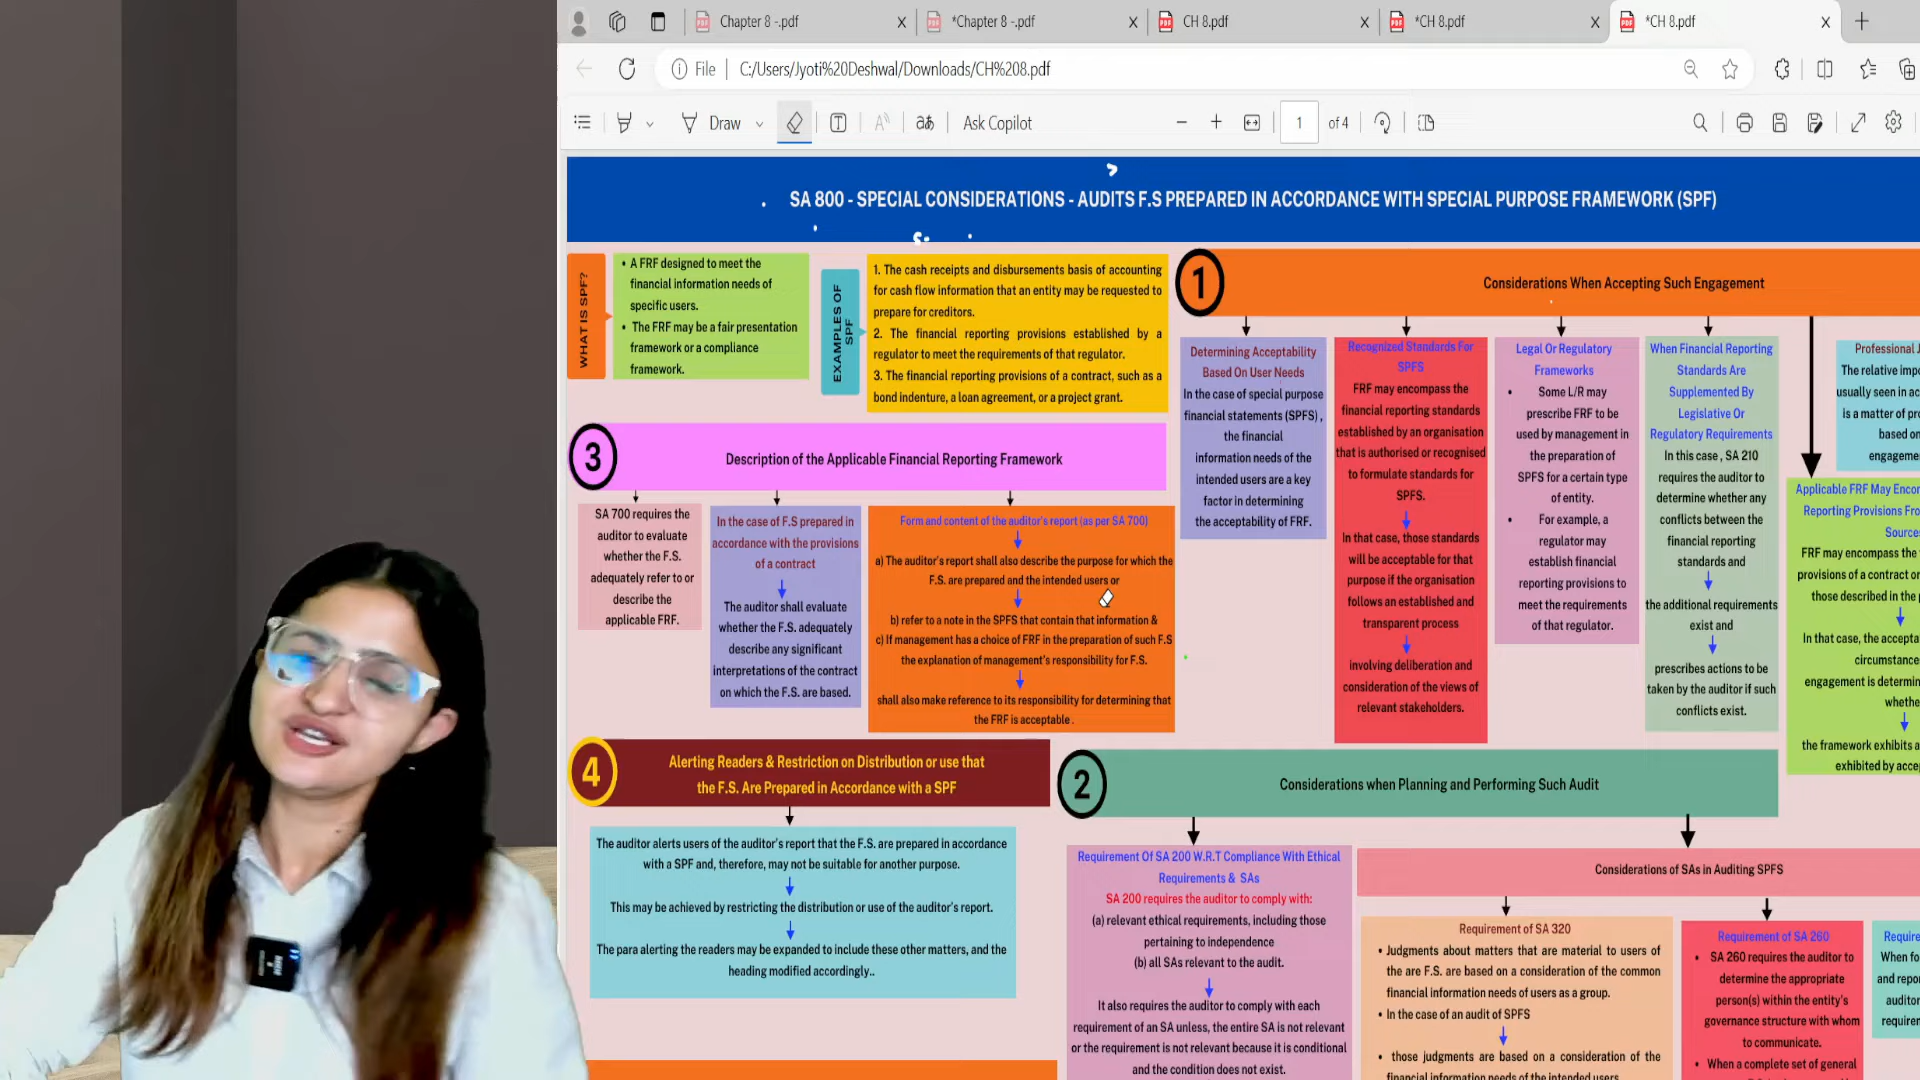 Chapter 8 -.pdf
*Chapter 8 -.pdf
CH 8.pdf
*CH 8.pdf
*CH 8.pdf
File
C:/Users/Jyoti%20Deshwal/Downloads/CH%208.pdf
Draw
Ask Copilot
1
of 4
SA 800 - SPECIAL CONSIDERATIONS - AUDITS F.S PREPARED IN ACCORDANCE WITH SPECIAL PURPOSE FRAMEWORK (SPF)
WHAT IS SPF?
• A FRF designed to meet the
financial information needs of
specific users.
• The FRF may be a fair presentation
framework or a compliance
framework.
EXAMPLES OF
SPF
1. The cash receipts and disbursements basis of accounting
for cash flow information that an entity may be requested to
prepare for creditors.
2. The financial reporting provisions established by a
regulator to meet the requirements of that regulator.
3. The financial reporting provisions of a contract, such as a
bond indenture, a loan agreement, or a project grant.
1
Considerations When Accepting Such Engagement
Determining Acceptability
Based On User Needs
In the case of special purpose
financial statements (SPFS) ,
the financial
information needs of the
intended users are a key
factor in determining
the acceptability of FRF.
Recognized Standards For
SPFS
FRF may encompass the
financial reporting standards
established by an organisation
that is authorised or recognised
to formulate standards for
SPFS.
In that case, those standards
will be acceptable for that
purpose if the organisation
follows an established and
transparent process
involving deliberation and
consideration of the views of
relevant stakeholders.
Legal Or Regulatory
Frameworks
• Some L/R may
prescribe FRF to be
used by management in
the preparation of
SPFS for a certain type
of entity.
• For example, a
regulator may
establish financial
reporting provisions to
meet the requirements
of that regulator.
When Financial Reporting
Standards Are
Supplemented By
Legislative Or
Regulatory Requirements
In this case , SA 210
requires the auditor to
determine whether any
conflicts between the
financial reporting
standards and
the additional requirements
exist and
prescribes actions to be
taken by the auditor if such
conflicts exist.
Professional
The relative
usually seen in
is a matter of
based on
Applicable FRF May
Reporting Provisions
FRF may encompass the
provisions of a contract or
those described in the
In that case, the
engagement is
the framework exhibits
exhibited by
3
Description of the Applicable Financial Reporting Framework
SA 700 requires the
auditor to evaluate
whether the F.S.
adequately refer to or
describe the
applicable FRF.
In the case of F.S prepared in
accordance with the provisions
of a contract
The auditor shall evaluate
whether the F.S. adequately
describe any significant
interpretations of the contract
on which the F.S. are based.
Form and content of the auditor's report (as per SA 700)
a) The auditor's report shall also describe the purpose for which the
F.S. are prepared and the intended users or
b) refer to a note in the SPFS that contain that information &
c) If management has a choice of FRF in the preparation of such F.S
the explanation of management's responsibility for F.S.
shall also make reference to its responsibility for determining that
the FRF is acceptable .
4
Alerting Readers & Restriction on Distribution or use that
the F.S. Are Prepared in Accordance with a SPF
The auditor alerts users of the auditor's report that the F.S. are prepared in accordance
with a SPF and, therefore, may not be suitable for another purpose.
This may be achieved by restricting the distribution or use of the auditor's report.
The para alerting the readers may be expanded to include these other matters, and the
heading modified accordingly..
2
Considerations when Planning and Performing Such Audit
Requirement Of SA 200 W.R.T Compliance With Ethical
Requirements & SAs
SA 200 requires the auditor to comply with:
(a) relevant ethical requirements, including those
pertaining to independence
(b) all SAs relevant to the audit.
It also requires the auditor to comply with each
requirement of an SA unless, the entire SA is not relevant
or the requirement is not relevant because it is conditional
and the condition does not exist.
Considerations of SAs in Auditing SPFS
Requirement of SA 320
• Judgments about matters that are material to users of
the are F.S. are based on a consideration of the common
financial information needs of users as a group.
• In the case of an audit of SPFS
• those judgments are based on a consideration of the
financial information needs of the intended users
Requirement of SA 260
• SA 260 requires the auditor to
determine the appropriate
person(s) within the entity's
governance structure with whom
to communicate.
• When a complete set of general
When
and